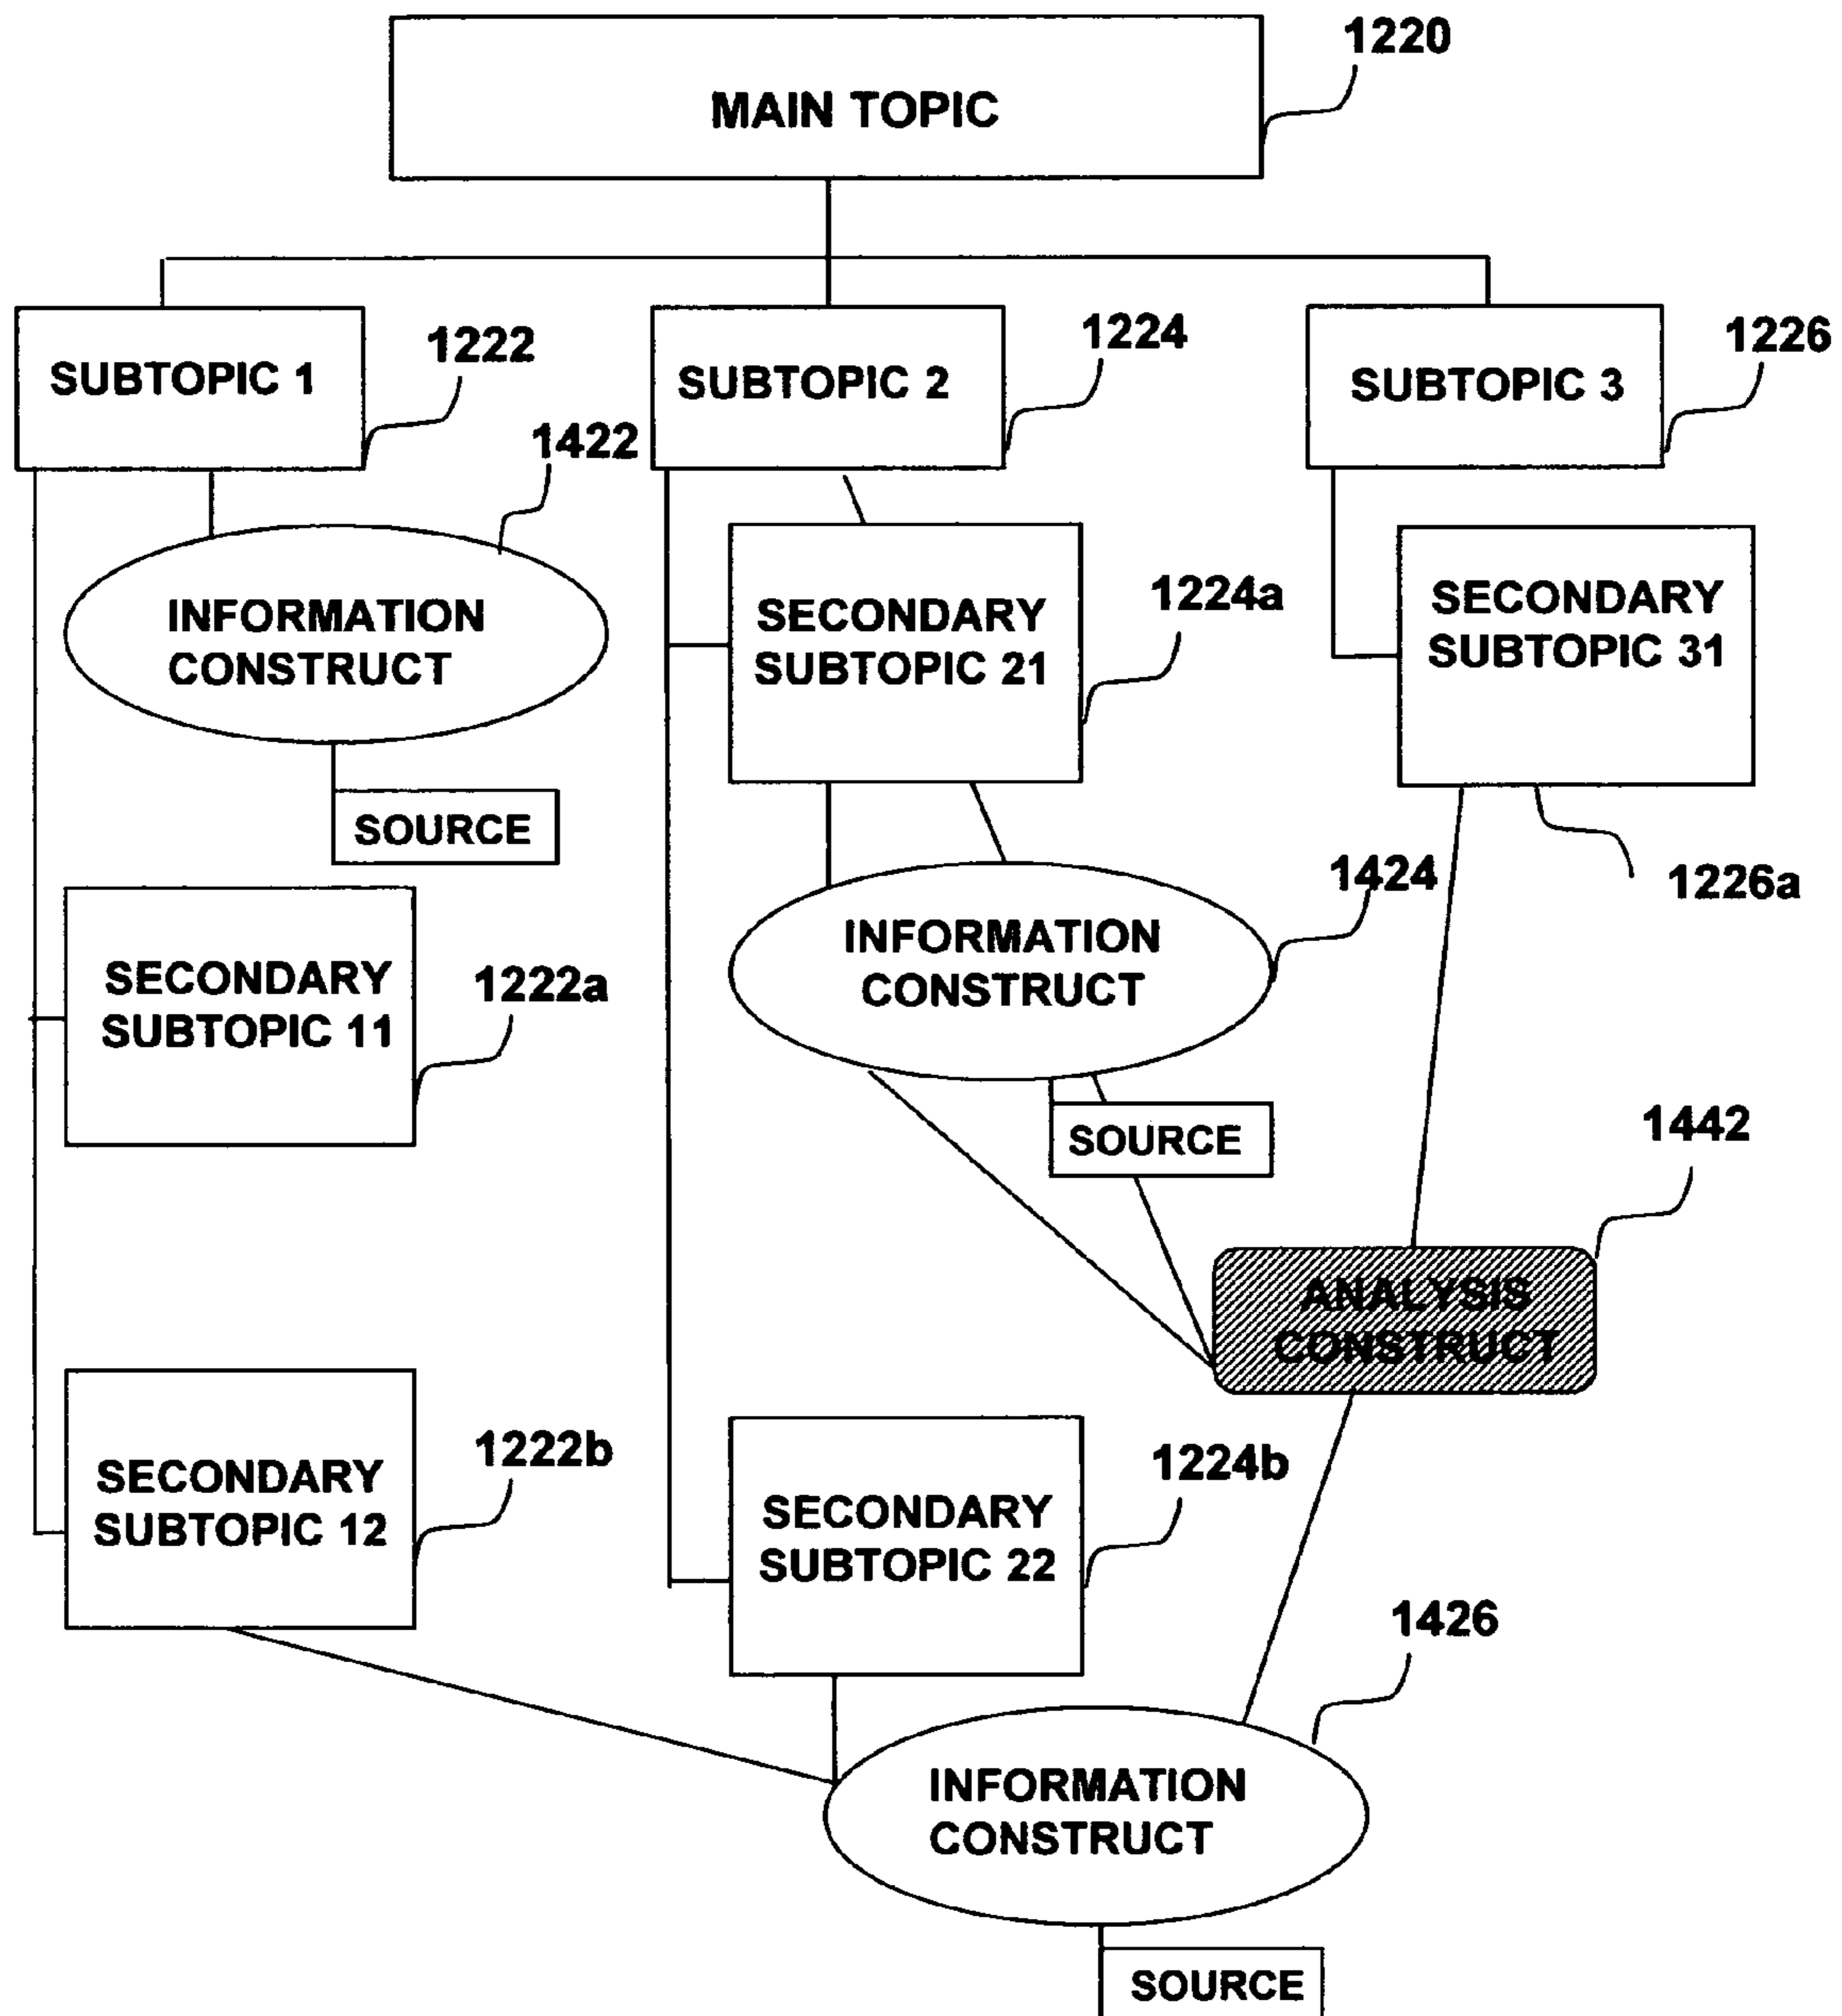 1220
MAIN TOPIC
SUBTOPIC 1
1222
SUBTOPIC 2
1224
SUBTOPIC 3
1226
1422
INFORMATION
CONSTRUCT
SOURCE
SECONDARY
SUBTOPIC 21
1224a
SECONDARY
SUBTOPIC 31
1226a
1424
INFORMATION
CONSTRUCT
SOURCE
SECONDARY
SUBTOPIC 11
1222a
1442
ANALYSIS
CONSTRUCT
SECONDARY
SUBTOPIC 12
1222b
SECONDARY
SUBTOPIC 22
1224b
1426
INFORMATION
CONSTRUCT
SOURCE